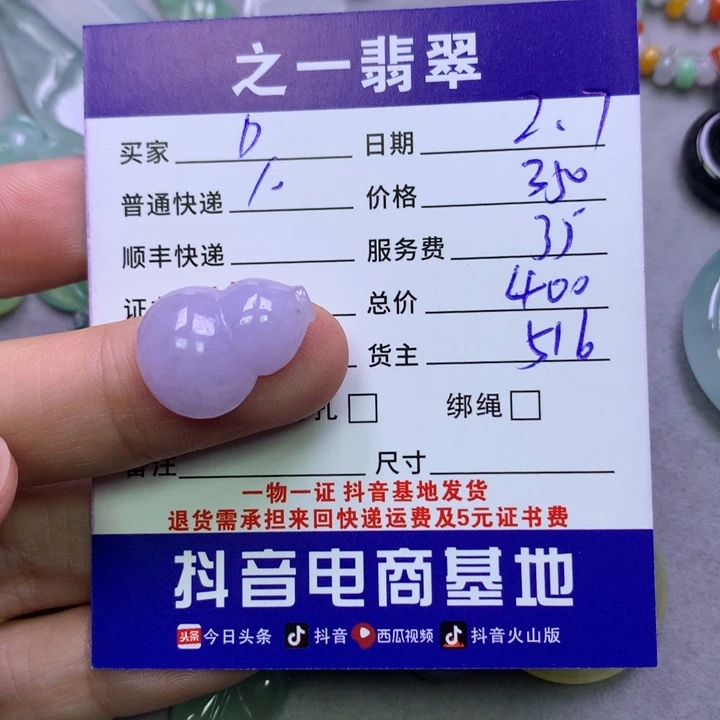 之一翡翠
买家 日期 2.7
普通快递 价格 350
顺丰快递 服务费 35
总价 400
货主 516
孔 □ 绑绳 □
备注 尺寸
一物一证 抖音基地发货
退货需承担来回快递运费及5元证书费
抖音电商基地
头条 今日头条 抖音 西瓜视频 抖音火山版